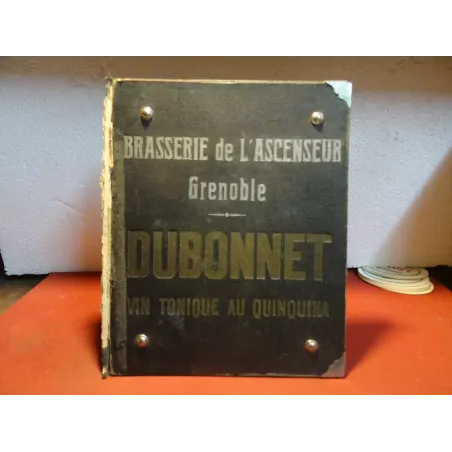 BRASSERIE de L'ASCENSEUR
Grenoble
DUBONNET
VIN TONIQUE AU QUINQUINA